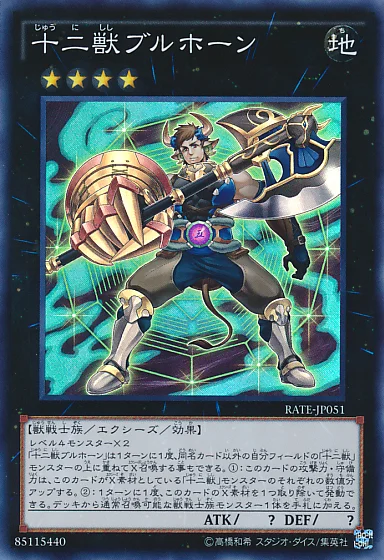 じゅうにしし
十二獣ブルホーン
ち
地
RATE-JP051
【獣戦士族／エクシーズ／効果】
レベル4モンスター×2
「十二獣ブルホーン」は1ターンに1度、同名カード以外の自分フィールドの「十二獣」
モンスターの上に重ねてX召喚する事もできる。①：このカードの攻撃力・守備
力は、このカードがX素材としている「十二獣」モンスターのそれぞれの数値分
アップする。②：1ターンに1度、このカードのX素材を1つ取り除いて発動で
きる。デッキから通常召喚可能な獣戦士族モンスター1体を手札に加える。
ATK/ ? DEF/ ?
85115440
©高橋和希 スタジオ・ダイス/集英社